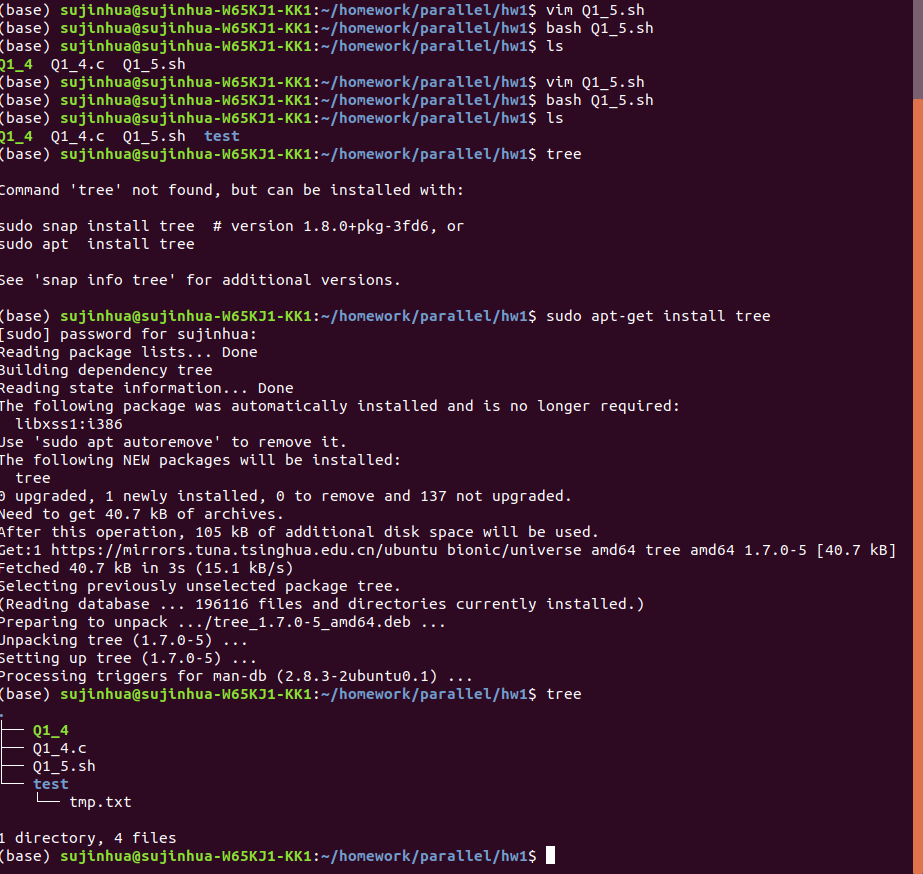 (base) sujinhua@sujinhua-W65KJ1-KK1:~/homework/parallel/hw1$ vim Q1_5.sh
(base) sujinhua@sujinhua-W65KJ1-KK1:~/homework/parallel/hw1$ bash Q1_5.sh
(base) sujinhua@sujinhua-W65KJ1-KK1:~/homework/parallel/hw1$ ls
Q1_4  Q1_4.c  Q1_5.sh
(base) sujinhua@sujinhua-W65KJ1-KK1:~/homework/parallel/hw1$ vim Q1_5.sh
(base) sujinhua@sujinhua-W65KJ1-KK1:~/homework/parallel/hw1$ bash Q1_5.sh
(base) sujinhua@sujinhua-W65KJ1-KK1:~/homework/parallel/hw1$ ls
Q1_4  Q1_4.c  Q1_5.sh  test
(base) sujinhua@sujinhua-W65KJ1-KK1:~/homework/parallel/hw1$ tree
Command 'tree' not found, but can be installed with:
sudo snap install tree  # version 1.8.0+pkg-3fd6, or
sudo apt  install tree
See 'snap info tree' for additional versions.
(base) sujinhua@sujinhua-W65KJ1-KK1:~/homework/parallel/hw1$ sudo apt-get install tree
[sudo] password for sujinhua:
Reading package lists... Done
Building dependency tree
Reading state information... Done
The following package was automatically installed and is no longer required:
  libxss1:i386
Use 'sudo apt autoremove' to remove it.
The following NEW packages will be installed:
  tree
0 upgraded, 1 newly installed, 0 to remove and 137 not upgraded.
Need to get 40.7 kB of archives.
After this operation, 105 kB of additional disk space will be used.
Get:1 https://mirrors.tuna.tsinghua.edu.cn/ubuntu bionic/universe amd64 tree amd64 1.7.0-5 [40.7 kB]
Fetched 40.7 kB in 3s (15.1 kB/s)
Selecting previously unselected package tree.
(Reading database ... 196116 files and directories currently installed.)
Preparing to unpack .../tree_1.7.0-5_amd64.deb ...
Unpacking tree (1.7.0-5) ...
Setting up tree (1.7.0-5) ...
Processing triggers for man-db (2.8.3-2ubuntu0.1) ...
(base) sujinhua@sujinhua-W65KJ1-KK1:~/homework/parallel/hw1$ tree
.
├── Q1_4
├── Q1_4.c
├── Q1_5.sh
└── test
    └── tmp.txt
1 directory, 4 files
(base) sujinhua@sujinhua-W65KJ1-KK1:~/homework/parallel/hw1$